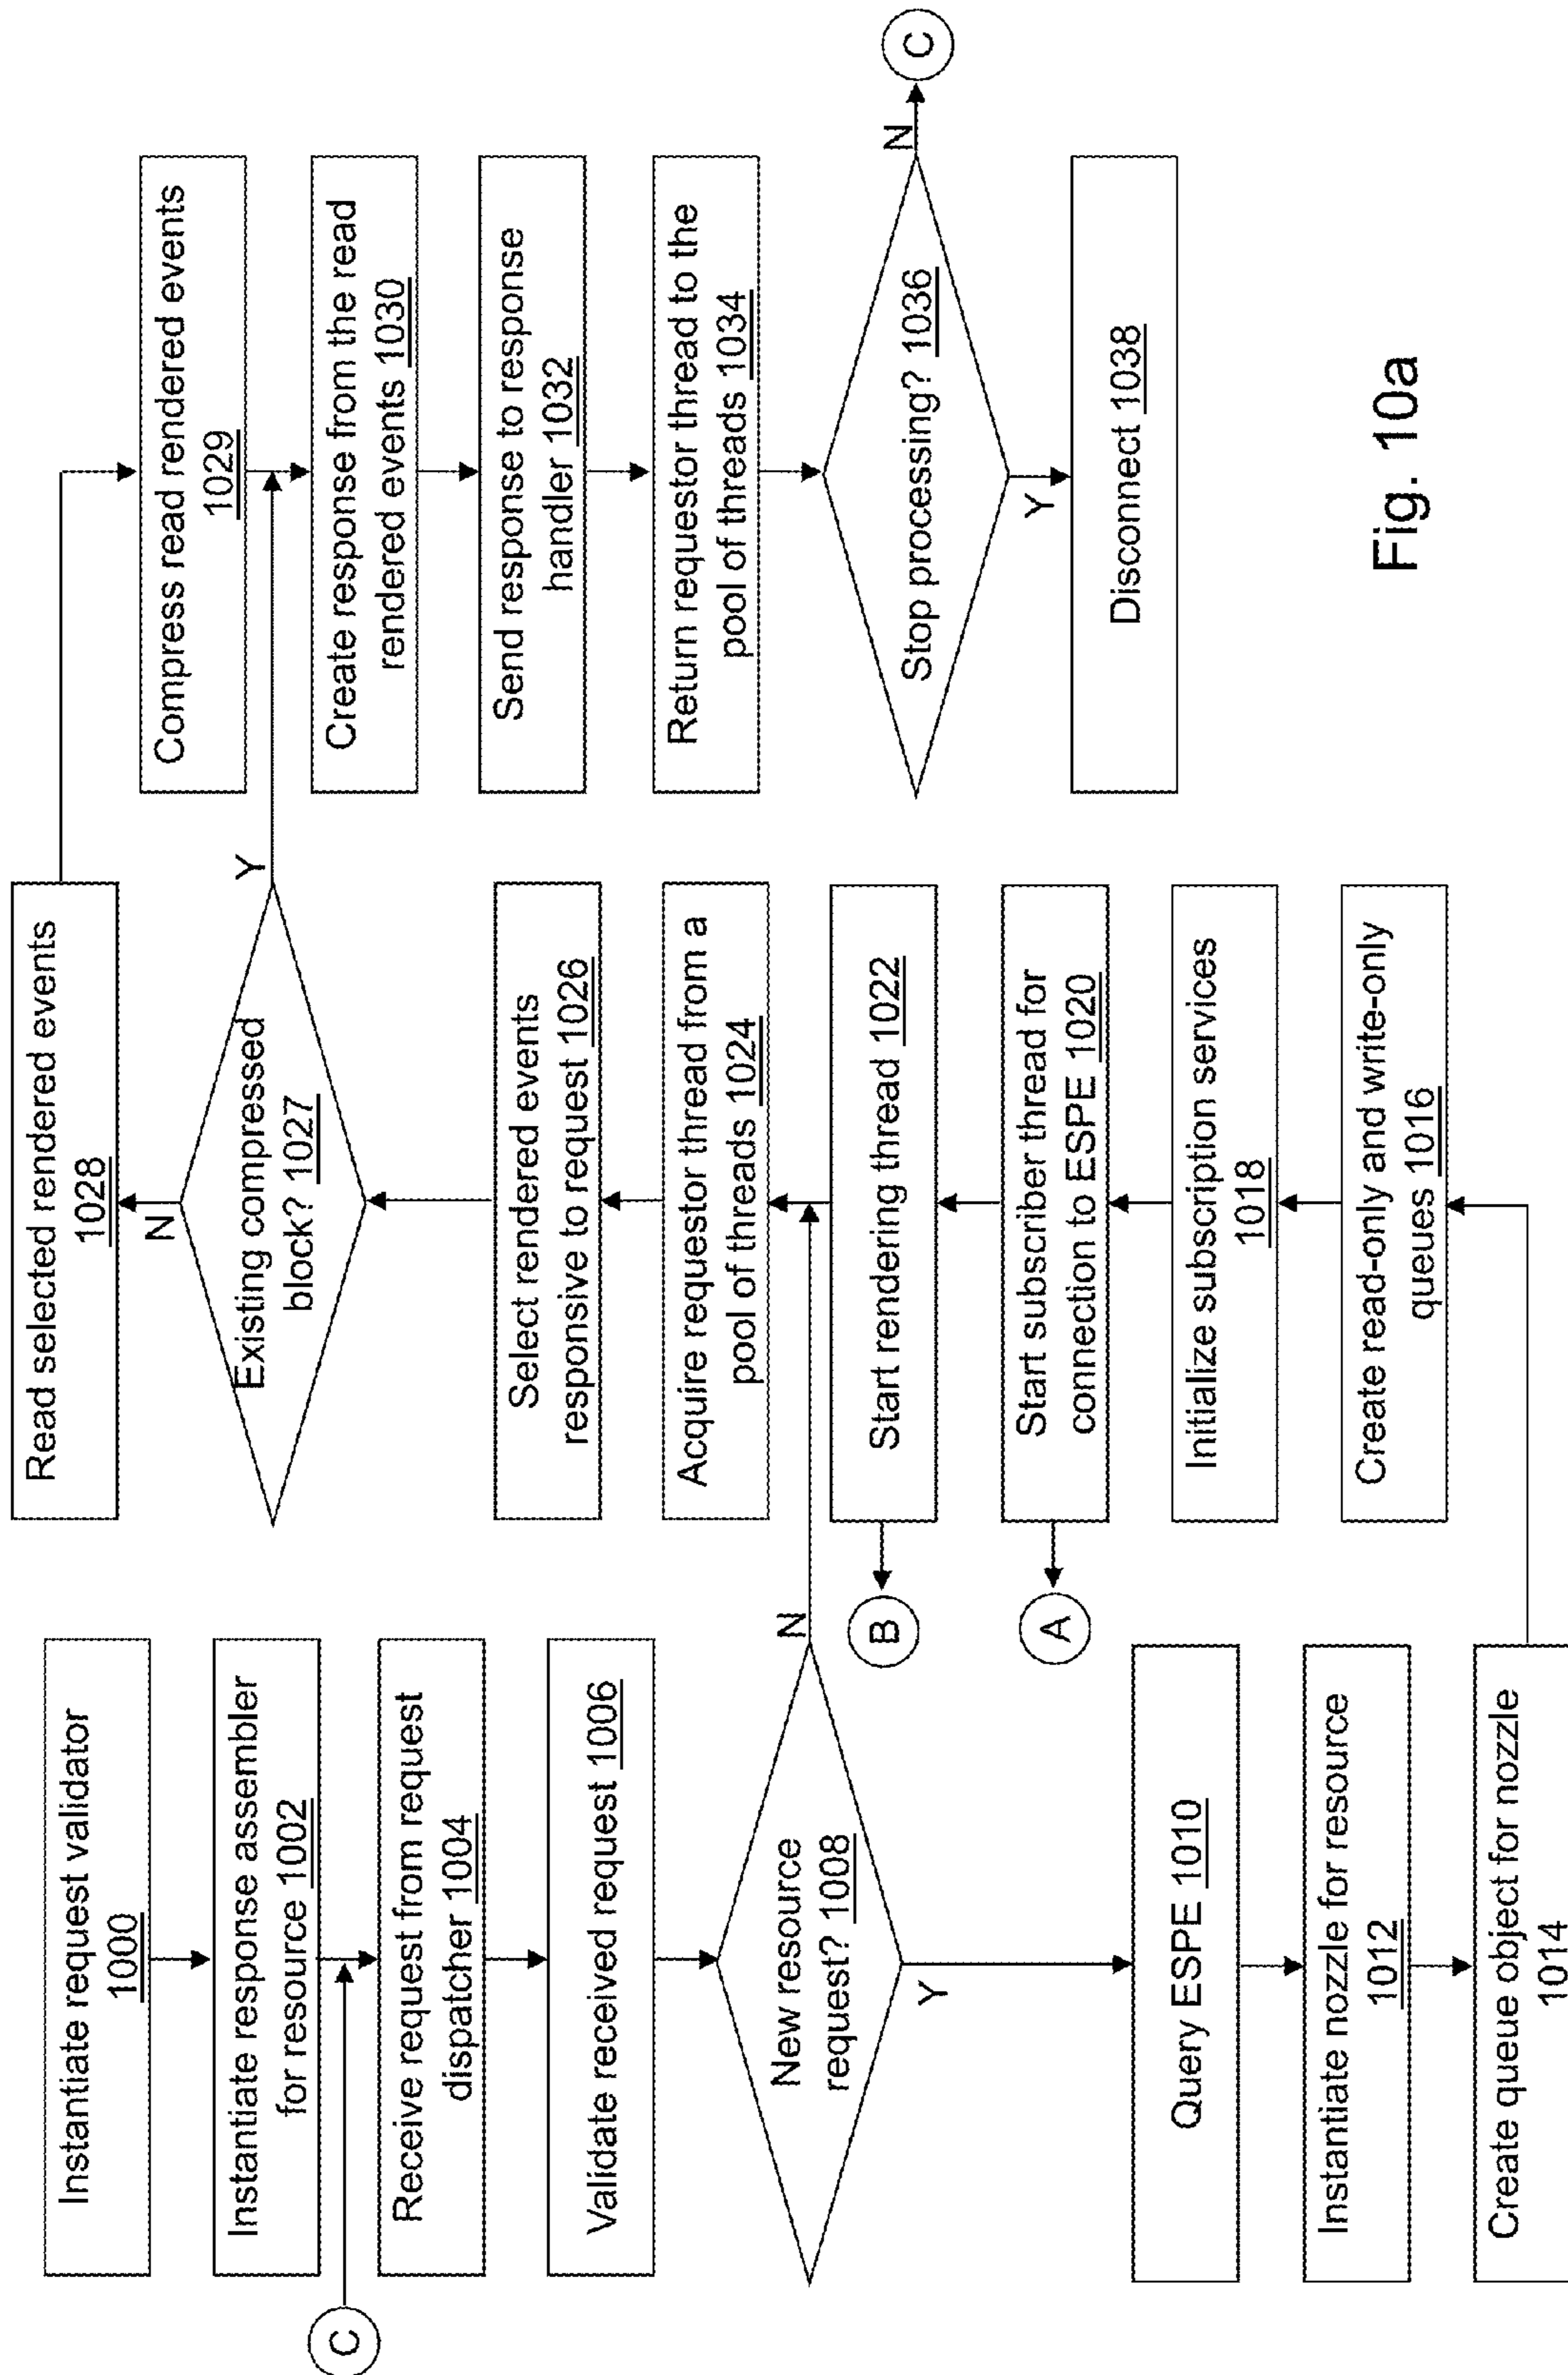 Instantiate request validator
1000
Instantiate response assembler
for resource 1002
C
Receive request from request
dispatcher 1004
Validate received request 1006
New resource
request? 1008
N
Y
Query ESPE 1010
Instantiate nozzle for resource
1012
Create queue object for nozzle
1014
Create read-only and write-only
queues 1016
Initialize subscription services
1018
Start subscriber thread for
connection to ESPE 1020
A
Start rendering thread 1022
B
Acquire requestor thread from a
pool of threads 1024
Select rendered events
responsive to request 1026
Existing compressed
block? 1027
N
Y
Read selected rendered events
1028
Compress read rendered events
1029
Create response from the read
rendered events 1030
Send response to response
handler 1032
Return requestor thread to the
pool of threads 1034
Stop processing? 1036
N
C
Y
Disconnect 1038
Fig. 10a